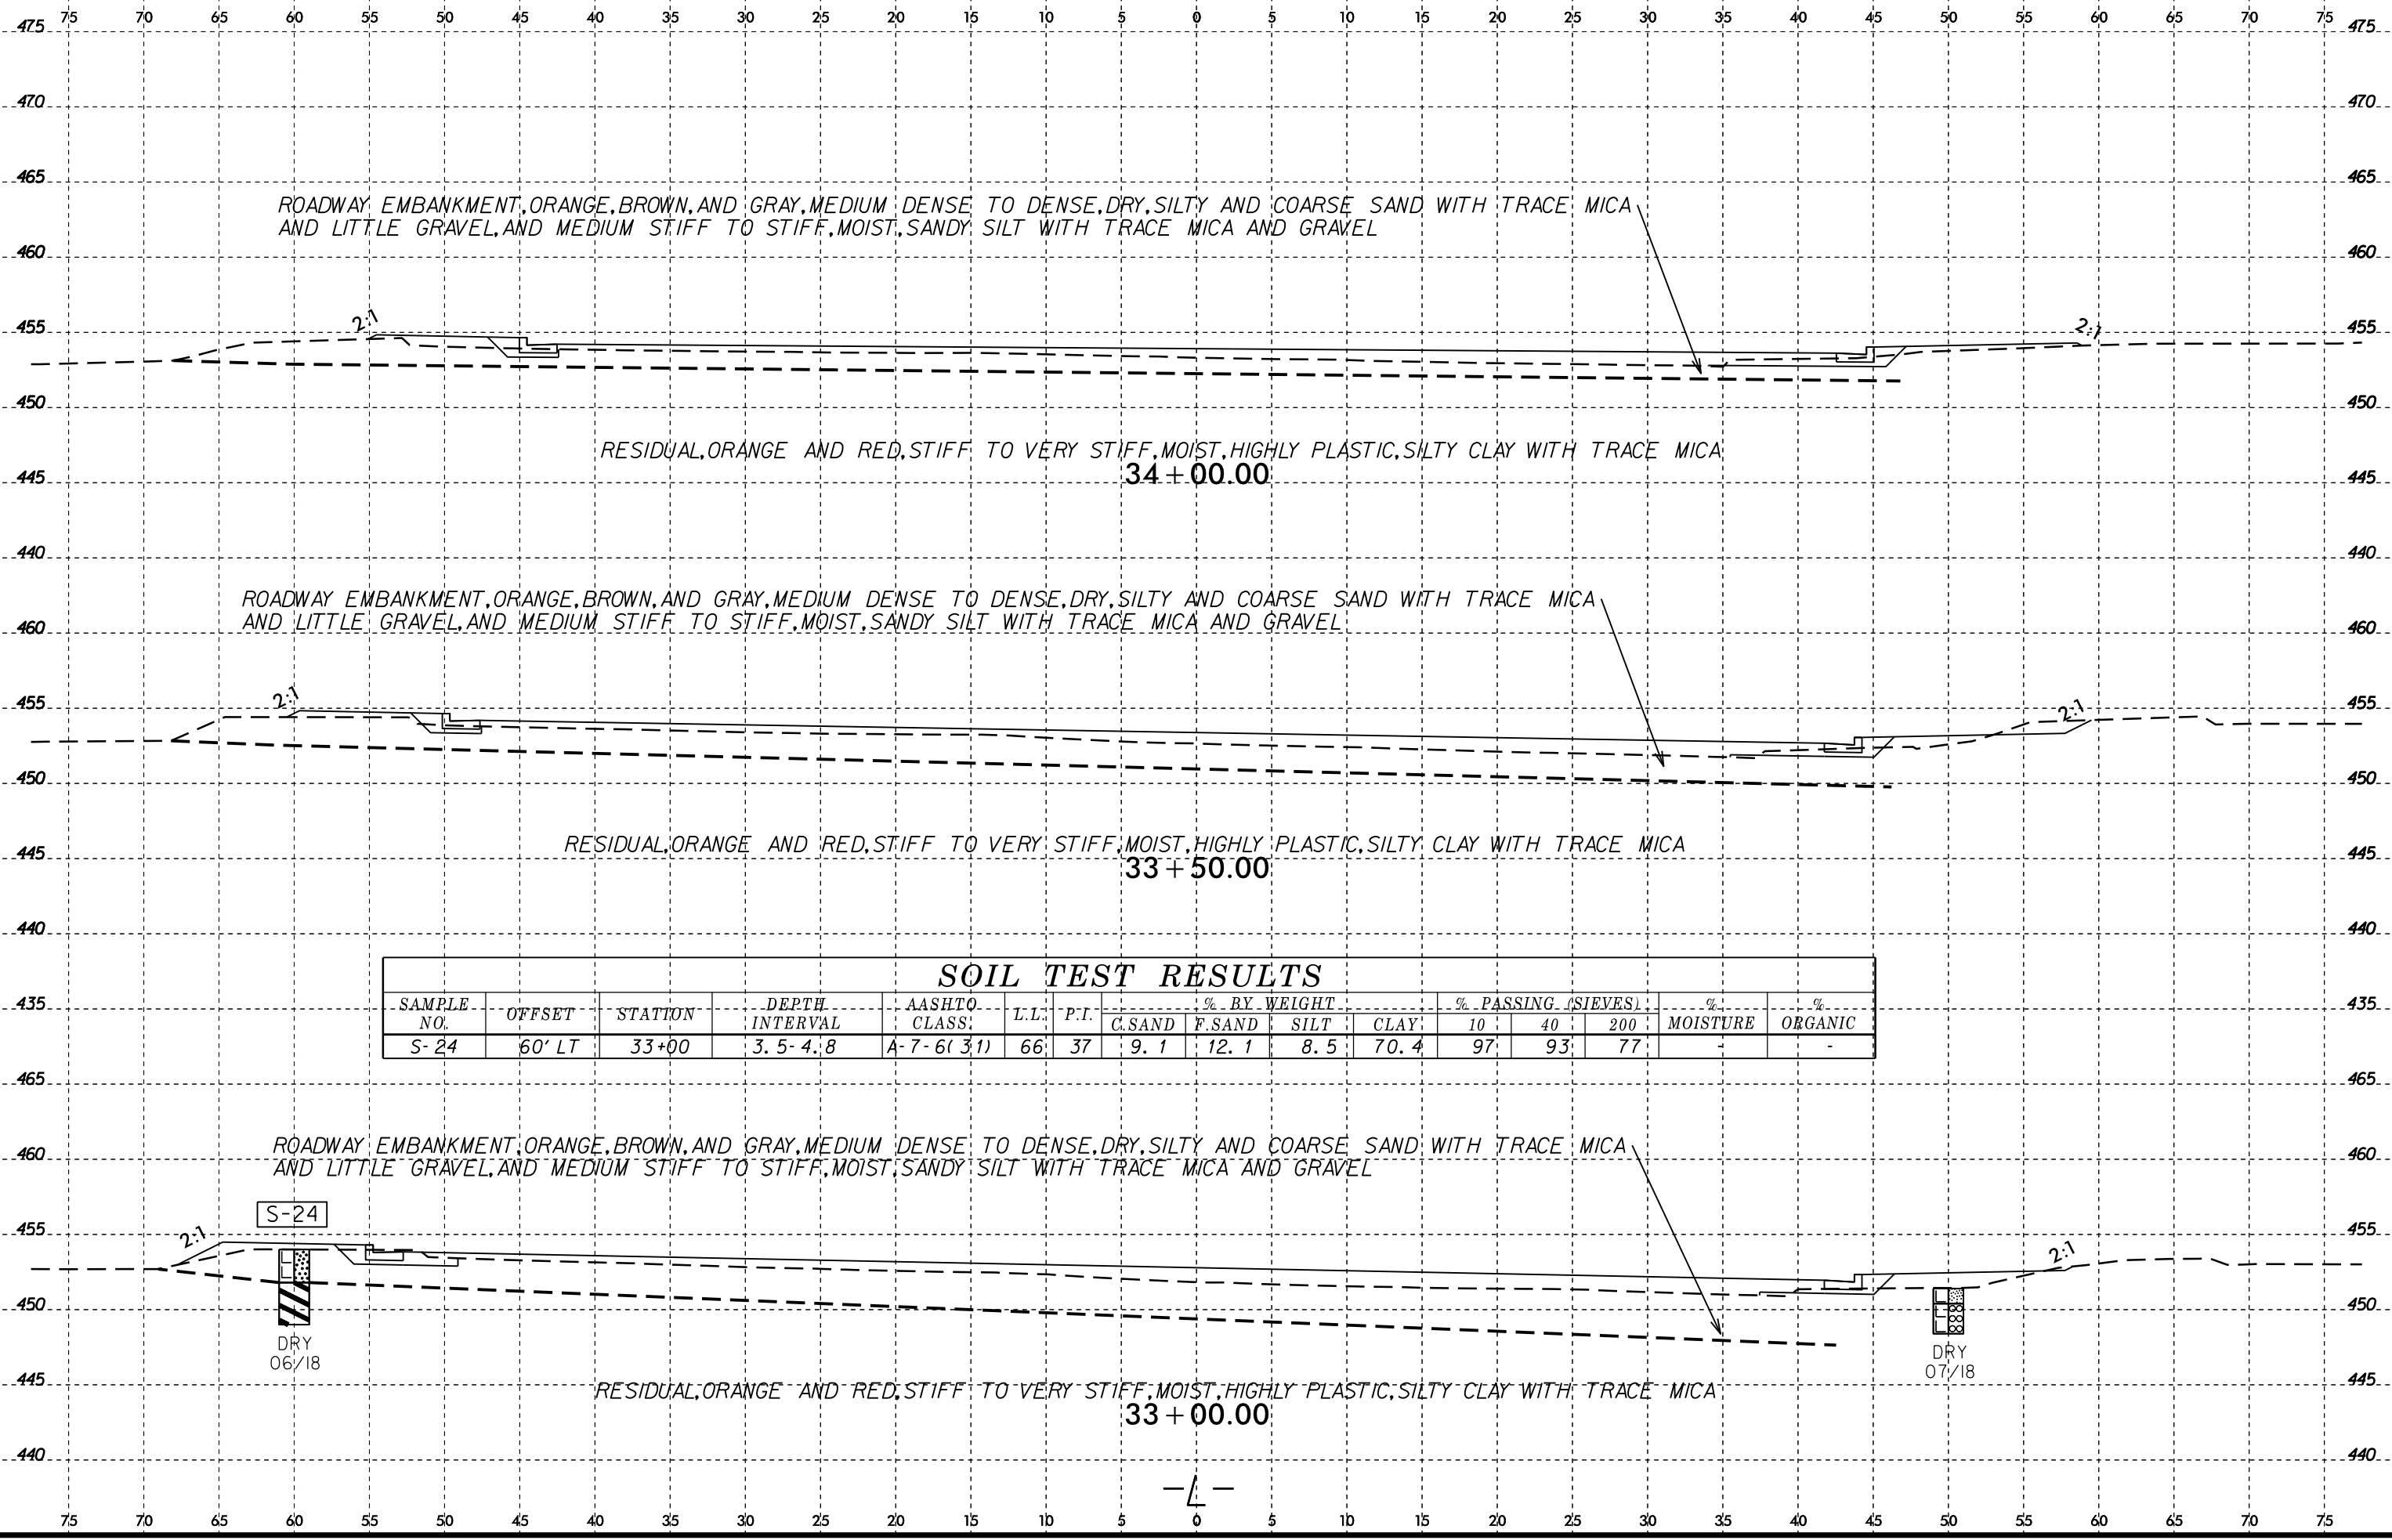 75 70 65 60 55 50 45 40 35 30 25 20 15 10 5 0 5 10 15 20 25 30 35 40 45 50 55 60 65 70 75
475 475
470 470
465 465
ROADWAY EMBANKMENT, ORANGE, BROWN, AND GRAY, MEDIUM DENSE TO DENSE, DRY, SILTY AND COARSE SAND WITH TRACE MICA
AND LITTLE GRAVEL, AND MEDIUM STIFF TO STIFF, MOIST, SANDY SILT WITH TRACE MICA AND GRAVEL
460 460
2:1 2:1
455 455
450 450
RESIDUAL, ORANGE AND RED, STIFF TO VERY STIFF, MOIST, HIGHLY PLASTIC, SILTY CLAY WITH TRACE MICA
34+00.00
445 445
440 440
ROADWAY EMBANKMENT, ORANGE, BROWN, AND GRAY, MEDIUM DENSE TO DENSE, DRY, SILTY AND COARSE SAND WITH TRACE MICA
AND LITTLE GRAVEL, AND MEDIUM STIFF TO STIFF, MOIST, SANDY SILT WITH TRACE MICA AND GRAVEL
460 460
2:1 2:1
455 455
450 450
RESIDUAL, ORANGE AND RED, STIFF TO VERY STIFF, MOIST, HIGHLY PLASTIC, SILTY CLAY WITH TRACE MICA
445 445
33+50.00
440 440
SOIL TEST RESULTS
435 435
SAMPLE NO. OFFSET STATION DEPTH INTERVAL AASHTO CLASS. L.L. P.I. % BY WEIGHT % PASSING (SIEVES) % MOISTURE % ORGANIC
C.SAND F.SAND SILT CLAY 10 40 200
S-24 60' LT 33+00 3.5-4.8 A-7-6(31) 66 37 9.1 12.1 8.5 70.4 97 93 77 - -
465 465
ROADWAY EMBANKMENT, ORANGE, BROWN, AND GRAY, MEDIUM DENSE TO DENSE, DRY, SILTY AND COARSE SAND WITH TRACE MICA
460 460
AND LITTLE GRAVEL, AND MEDIUM STIFF TO STIFF, MOIST, SANDY SILT WITH TRACE MICA AND GRAVEL
S-24
455 455
2:1 2:1
450 450
DRY
06/18
DRY
07/18
445 445
RESIDUAL, ORANGE AND RED, STIFF TO VERY STIFF, MOIST, HIGHLY PLASTIC, SILTY CLAY WITH TRACE MICA
33+00.00
440 440
-L-
75 70 65 60 55 50 45 40 35 30 25 20 15 10 5 0 5 10 15 20 25 30 35 40 45 50 55 60 65 70 75